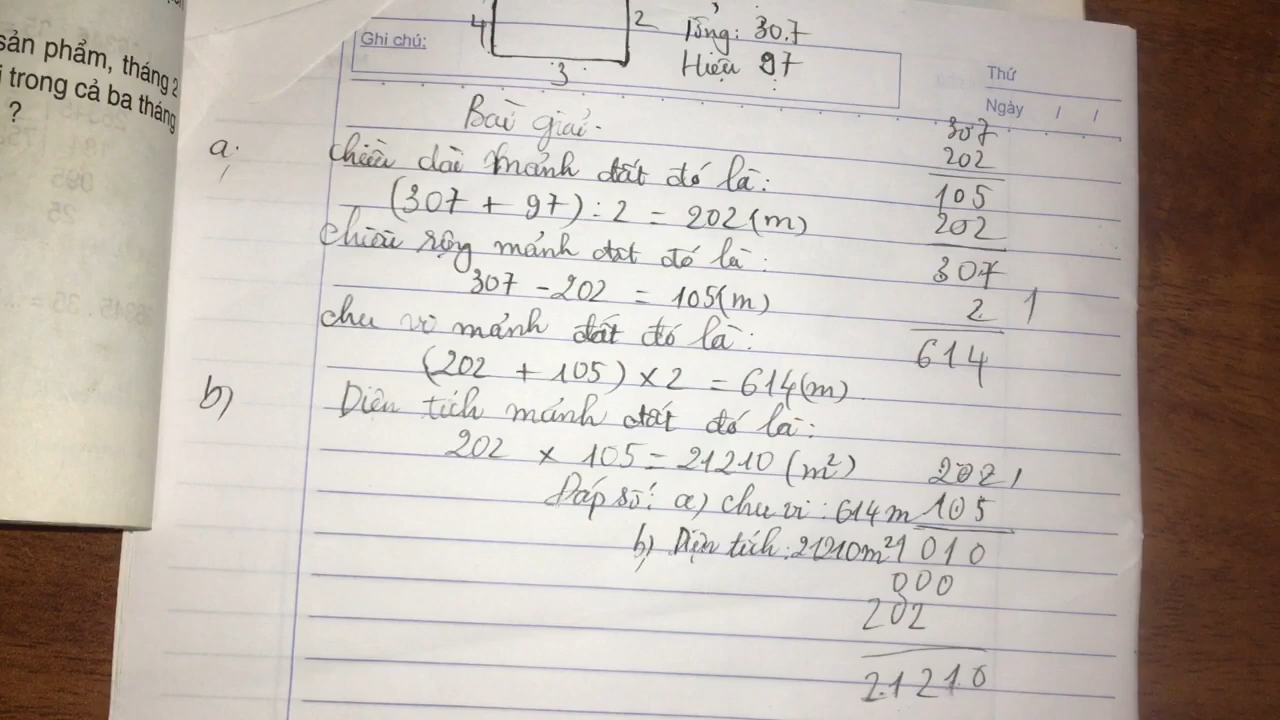 sản phẩm, tháng 2
i trong cả ba tháng
?
4
2
3
Tổng: 307
Hiệu 97
Ghi chú:
Thứ
Ngày / /
Bài giải.
a.
chiều dài mảnh đất đó là:
(307 + 97) : 2 = 202 (m)
chiều rộng mảnh đất đó là:
307 - 202 = 105(m)
chu vi mảnh đất đó là:
(202 + 105) × 2 = 614(m)
b)
Diện tích mảnh đất đó là:
202 × 105 = 21210 (m²)
Đáp số: a) chu vi: 614m
b) Diện tích: 21210m²
307
202
105
202
307
2
614
202
105
1010
000
202
21210